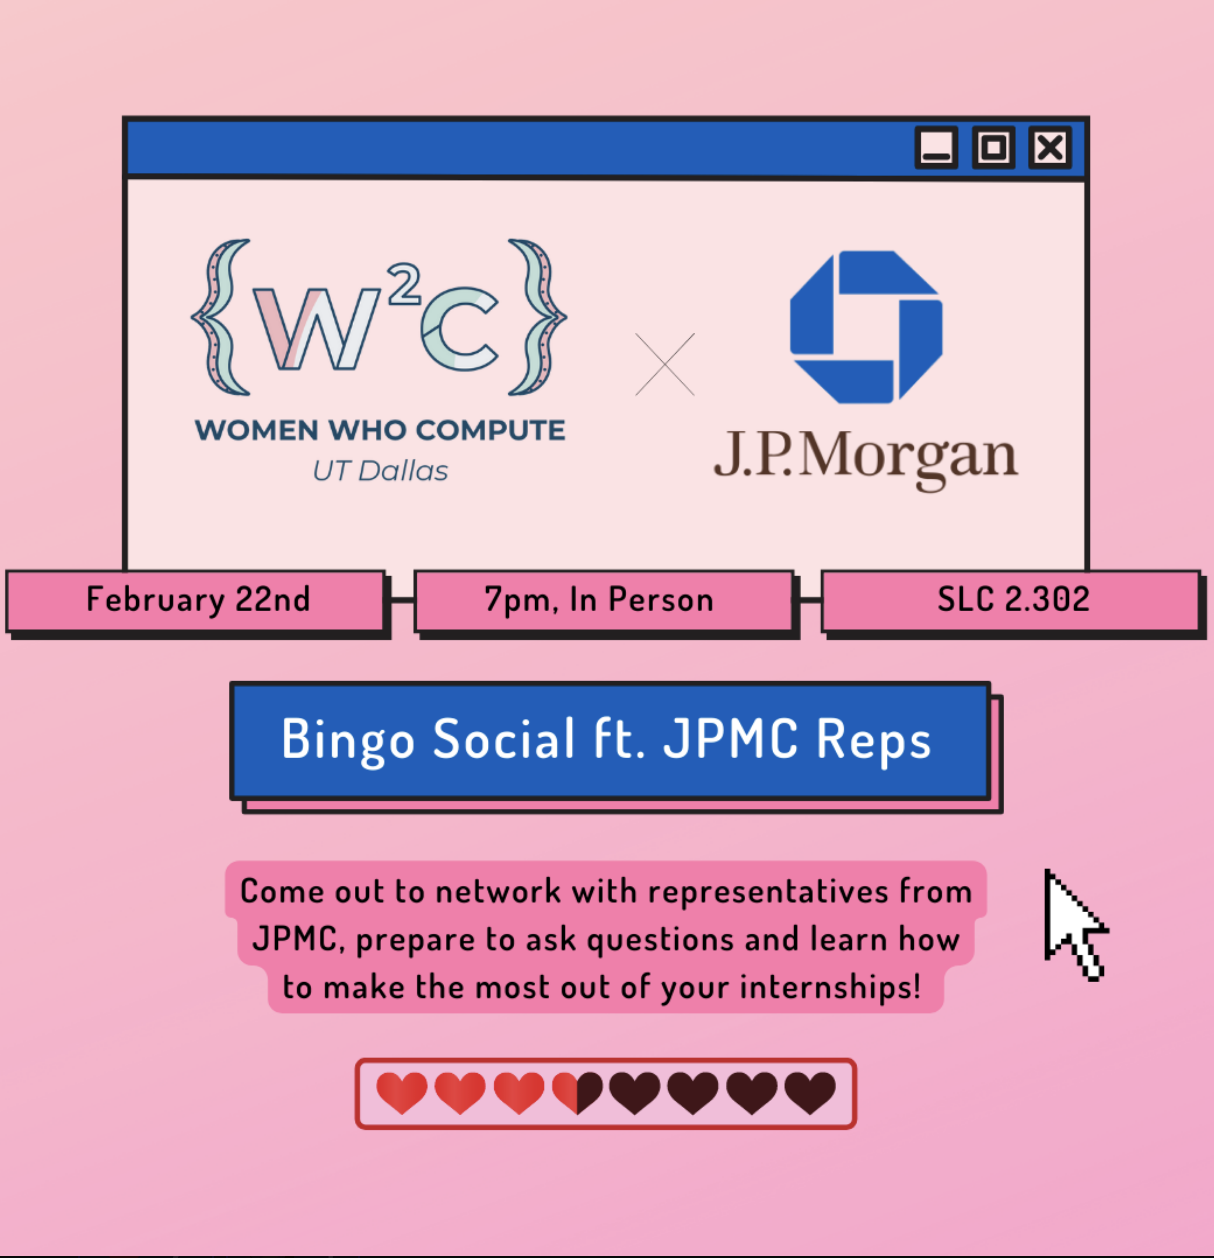 {W²C}
WOMEN WHO COMPUTE
UT Dallas
J.P.Morgan
February 22nd
7pm, In Person
SLC 2.302
Bingo Social ft. JPMC Reps
Come out to network with representatives from
JPMC, prepare to ask questions and learn how
to make the most out of your internships!